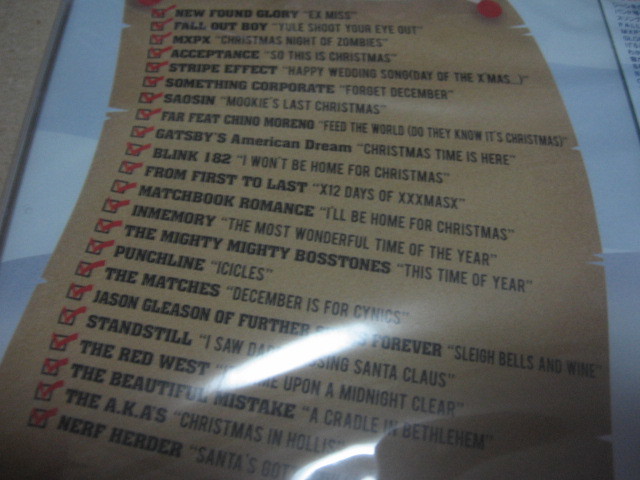 NEW FOUND GLORY "EX MISS"
FALL OUT BOY "YULE SHOOT YOUR EYE OUT"
MXPX "CHRISTMAS NIGHT OF ZOMBIES"
ACCEPTANCE "SO THIS IS CHRISTMAS"
STRIPE EFFECT "HAPPY WEDDING SONG(DAY OF THE X'MAS...)"
SOMETHING CORPORATE "FORGET DECEMBER"
SAOSIN "MOOKIE'S LAST CHRISTMAS"
FAR FEAT CHINO MORENO "FEED THE WORLD (DO THEY KNOW IT'S CHRISTMAS)"
GATSBY'S American Dream "CHRISTMAS TIME IS HERE"
BLINK 182 "I WON'T BE HOME FOR CHRISTMAS"
FROM FIRST TO LAST "X12 DAYS OF XXXMASX"
MATCHBOOK ROMANCE "I'LL BE HOME FOR CHRISTMAS"
INMEMORY "THE MOST WONDERFUL TIME OF THE YEAR"
THE MIGHTY MIGHTY BOSSTONES "THIS TIME OF YEAR"
PUNCHLINE "ICICLES"
THE MATCHES "DECEMBER IS FOR CYNICS"
JASON GLEASON OF FURTHER FOREVER "SLEIGH BELLS AND WINE"
STANDSTILL "I SAW SANTA CLAUS"
THE RED WEST UPON A MIDNIGHT CLEAR"
THE BEAUTIFUL MISTAKE "A CRADLE IN BETHLEHEM"
THE A.K.A'S "CHRISTMAS IN HOLLIS"
NERF HERDER "SANTA'S GOT